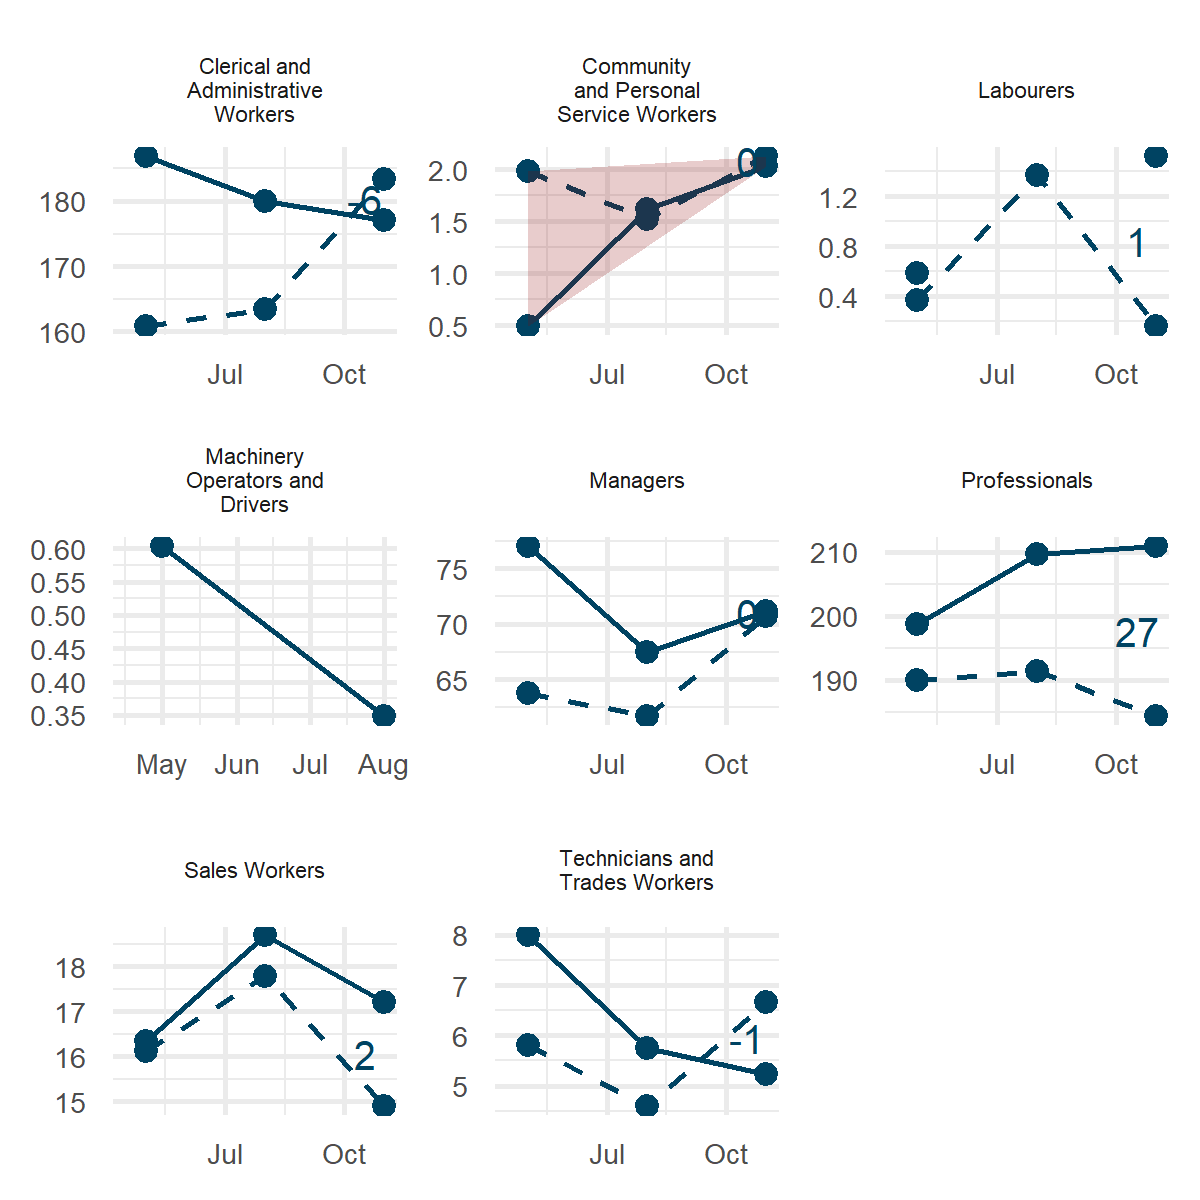 Clerical and
Administrative
Workers
180
170
160
-6
Jul Oct
Community
and Personal
Service Workers
2.0
1.5
1.0
0.5
0
Jul Oct
Labourers
1.2
0.8
0.4
1
Jul Oct
Machinery
Operators and
Drivers
0.60
0.55
0.50
0.45
0.40
0.35
May Jun Jul Aug
Managers
75
70
65
0
Jul Oct
Professionals
210
200
190
27
Jul Oct
Sales Workers
18
17
16
15
2
Jul Oct
Technicians and
Trades Workers
8
7
6
5
-1
Jul Oct